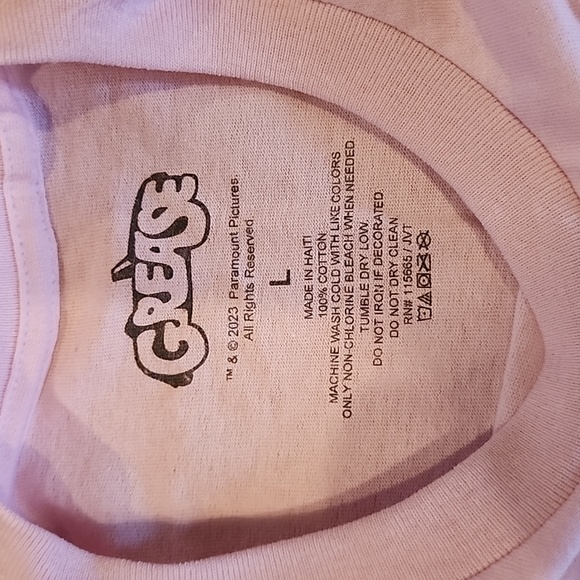 GREASE
™ & © 2023 Paramount Pictures.
All Rights Reserved.
L
MADE IN HAITI
100% COTTON.
MACHINE WASH COLD WITH LIKE COLORS
ONLY NON-CHLORINE BLEACH WHEN NEEDED.
TUMBLE DRY LOW.
DO NOT IRON IF DECORATED.
DO NOT DRY CLEAN
RN# 115655 JVT